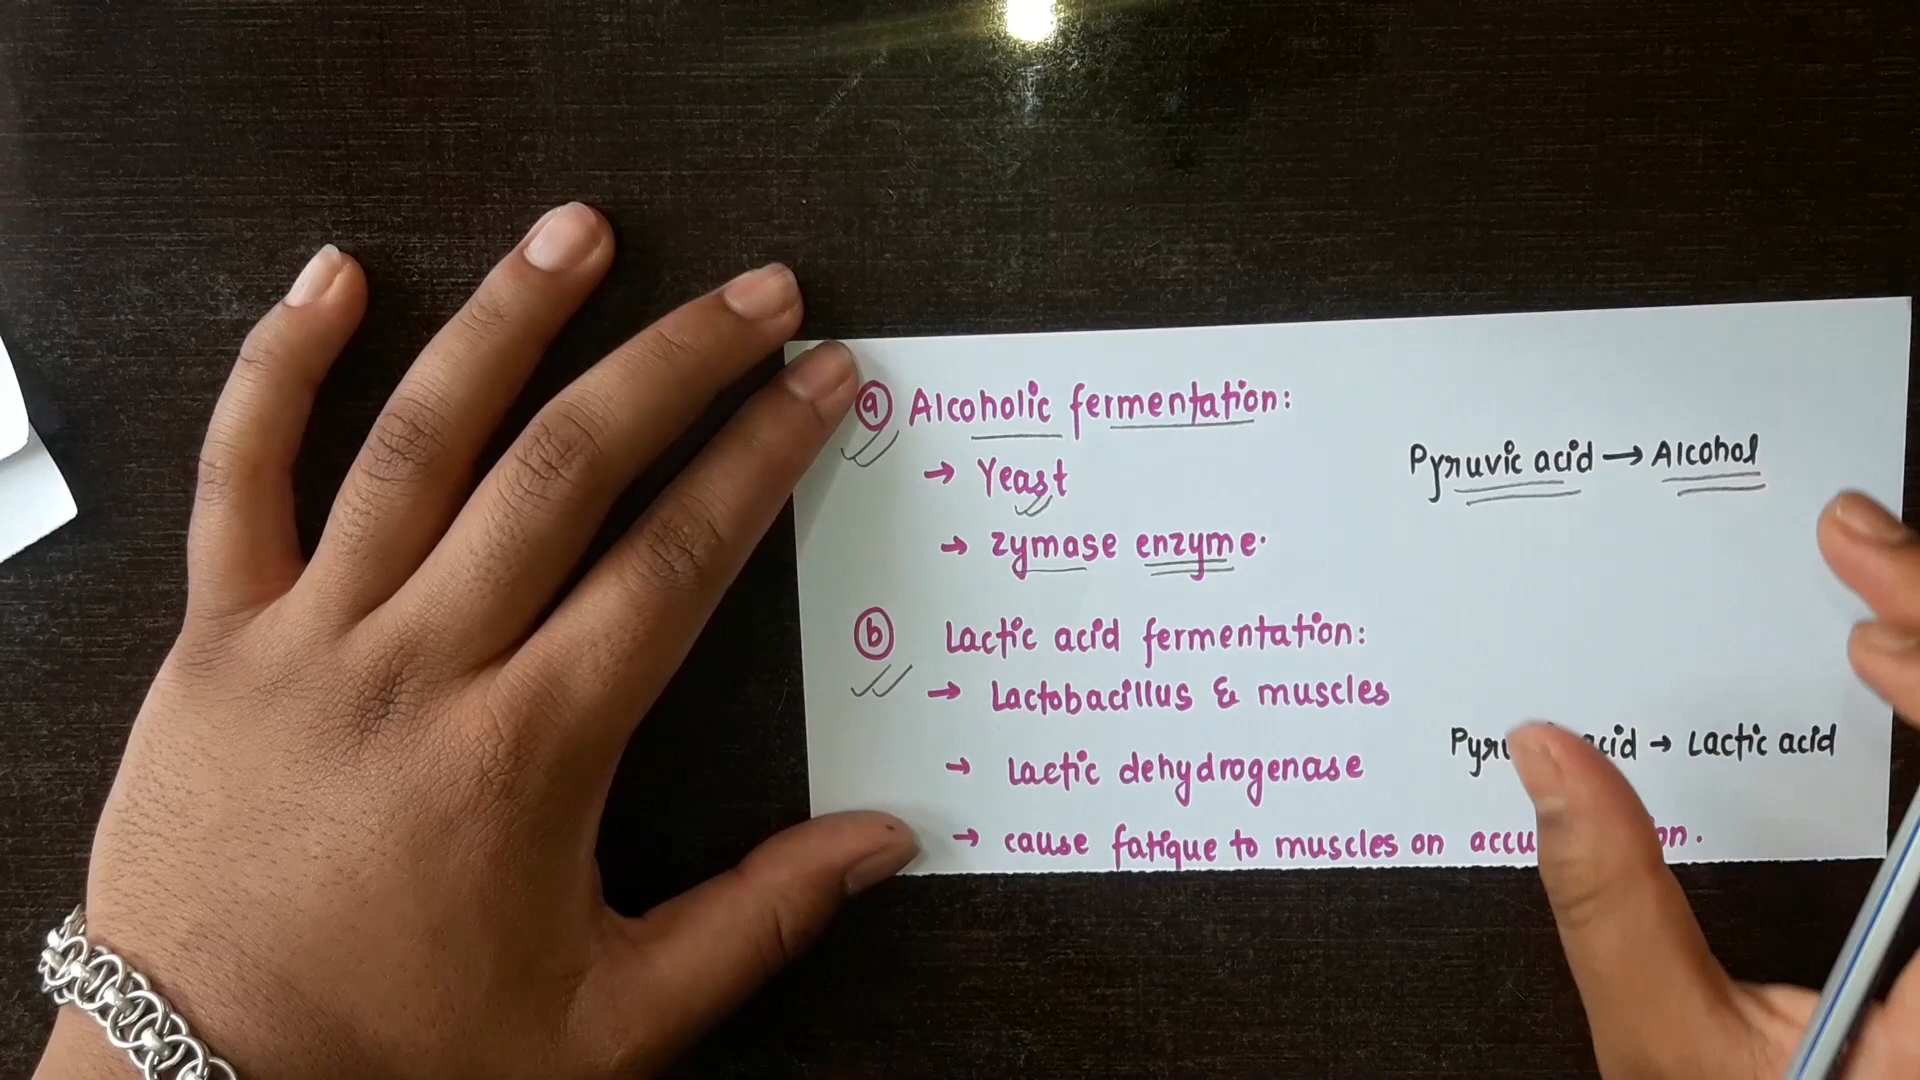 a Alcoholic fermentation:
→ Yeast
→ zymase enzyme.
Pyruvic acid → Alcohol
b Lactic acid fermentation:
→ Lactobacillus & muscles
→ Lactic dehydrogenase
acid → Lactic acid
→ cause fatigue to muscles on